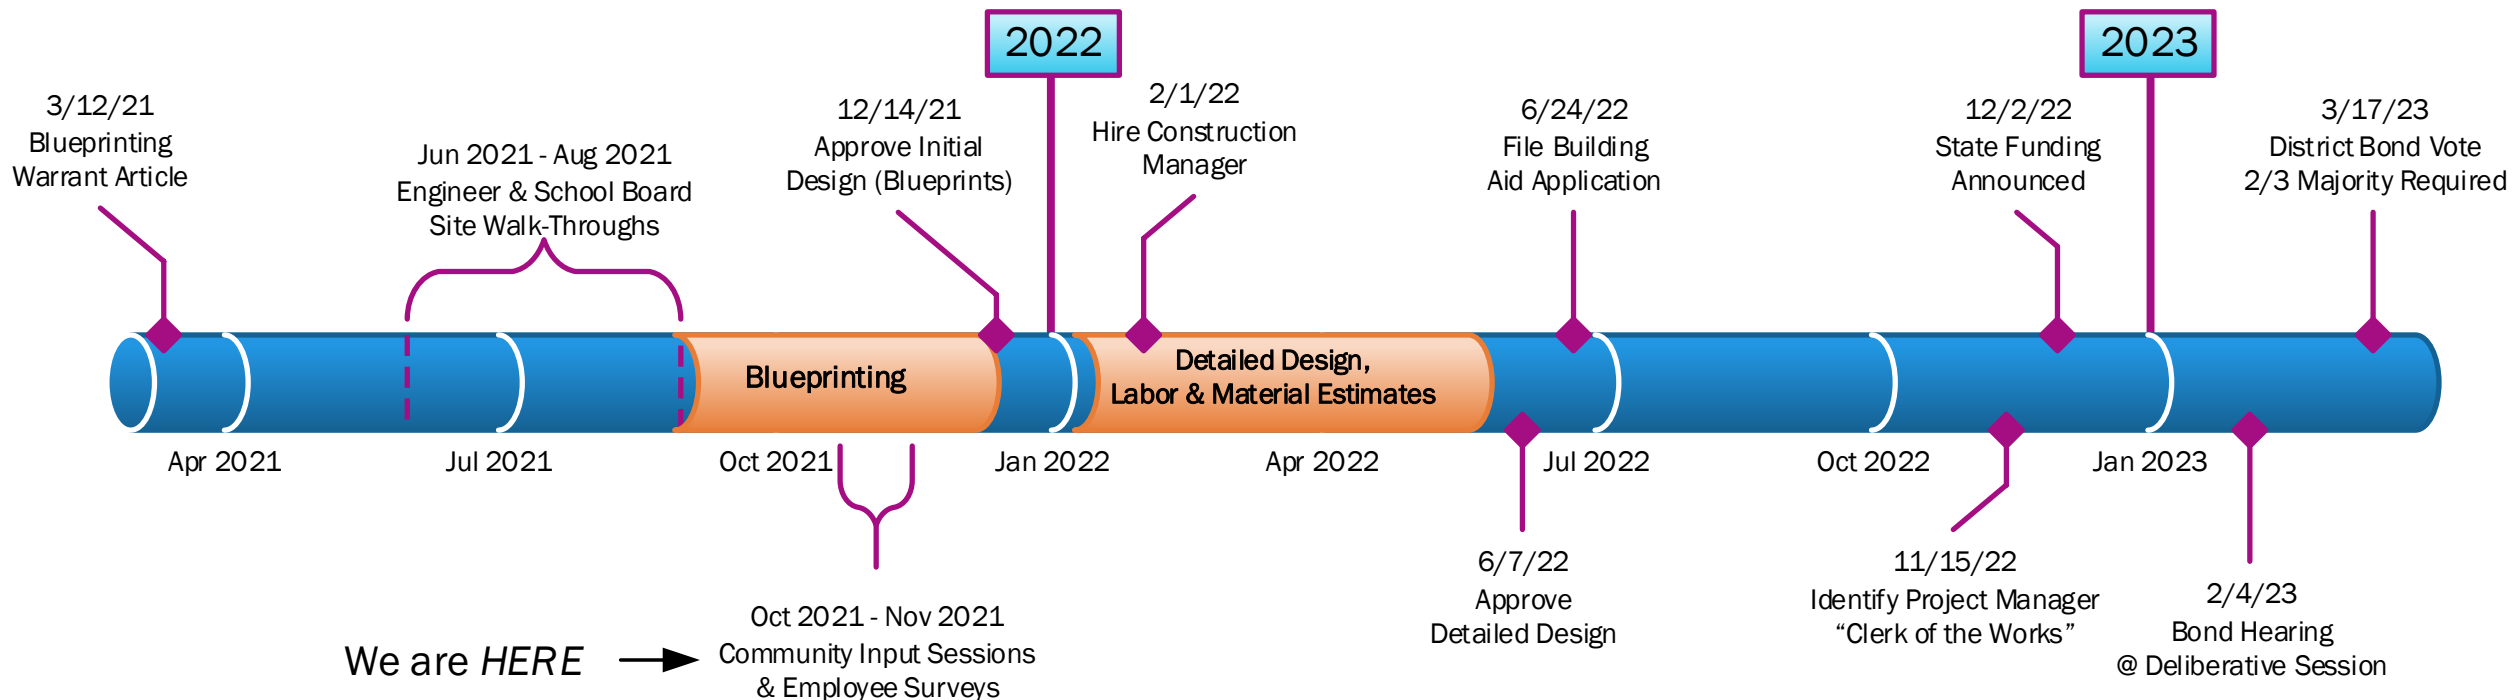 2022
2023
3/12/21
Blueprinting
Warrant Article
Jun 2021 - Aug 2021
Engineer & School Board
Site Walk-Throughs
12/14/21
Approve Initial
Design (Blueprints)
2/1/22
Hire Construction
Manager
6/24/22
File Building
Aid Application
12/2/22
State Funding
Announced
3/17/23
District Bond Vote
2/3 Majority Required
Blueprinting
Detailed Design,
Labor & Material Estimates
Apr 2021
Jul 2021
Oct 2021
Jan 2022
Apr 2022
Jul 2022
Oct 2022
Jan 2023
We are HERE
Oct 2021 - Nov 2021
Community Input Sessions
& Employee Surveys
6/7/22
Approve
Detailed Design
11/15/22
Identify Project Manager
“Clerk of the Works”
2/4/23
Bond Hearing
@ Deliberative Session